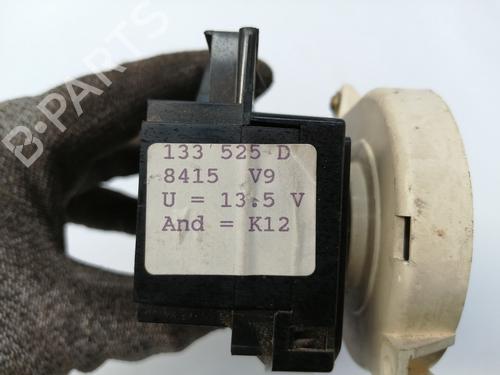 B-PARTS
133 525 D
8415 V9
U = 13.5 V
And = K12